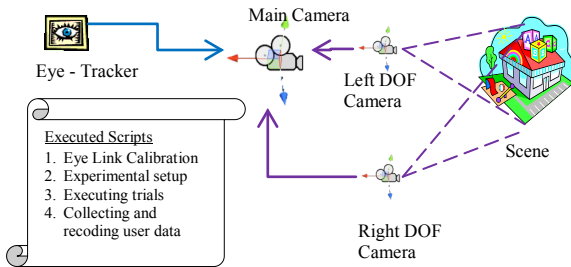 Main Camera
Eye - Tracker
Left DOF
Camera
Scene
Right DOF
Camera
Executed Scripts
1. Eye Link Calibration
2. Experimental setup
3. Executing trials
4. Collecting and
recoding user data